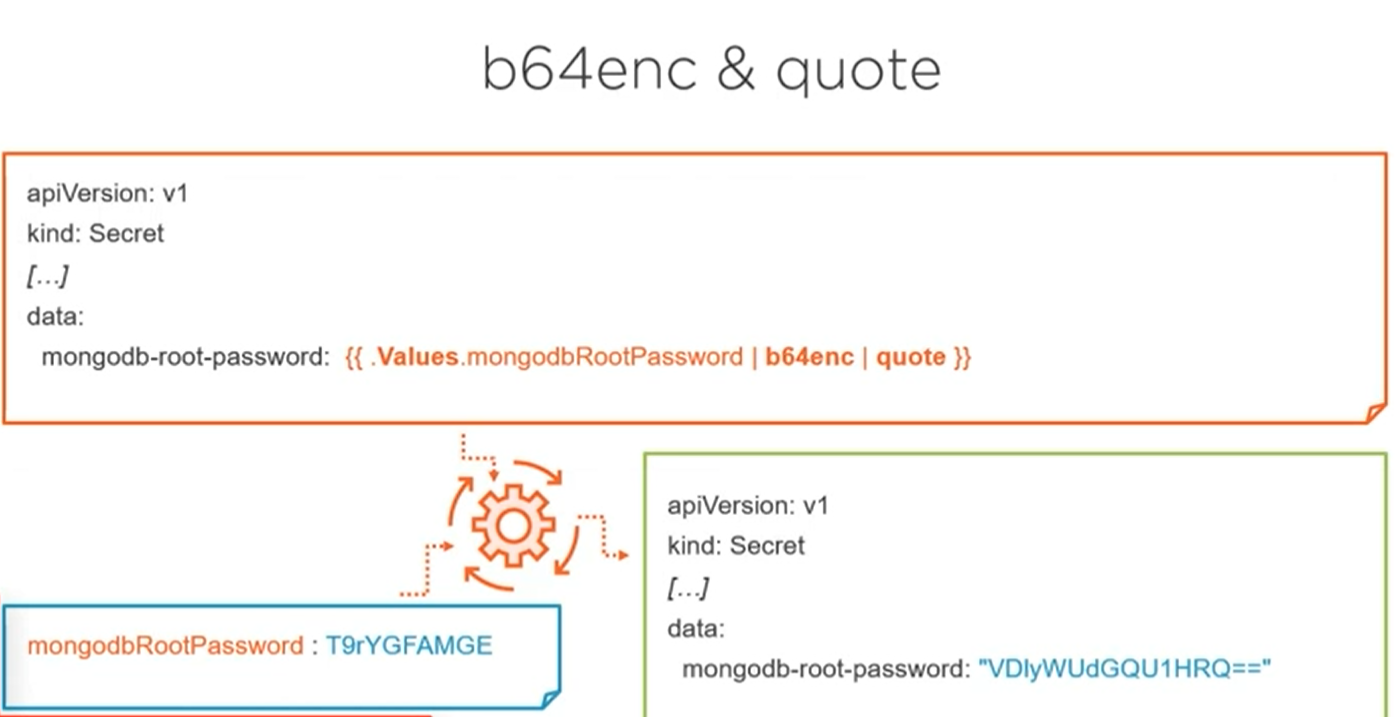 b64enc & quote
apiVersion: v1
kind: Secret
[…]
data:
mongodb-root-password: {{ .Values.mongodbRootPassword | b64enc | quote }}
mongodbRootPassword : T9rYGFAMGE
apiVersion: v1
kind: Secret
[…]
data:
mongodb-root-password: "VDlyWUdGQU1HRQ=="